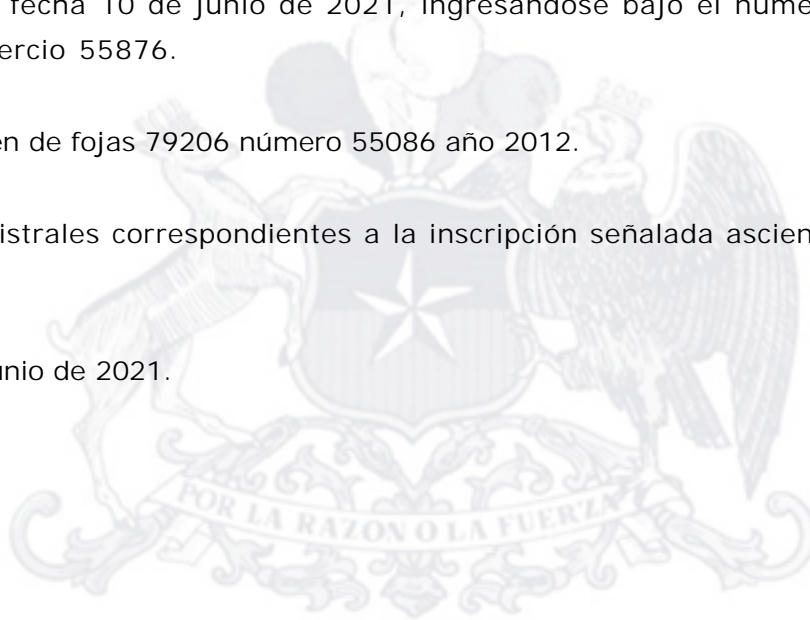 fecha 10 de junio de 2021, ingresándose bajo el núme
ercio 55876.
en de fojas 79206 número 55086 año 2012.
istrales correspondientes a la inscripción señalada ascien
unio de 2021.
POR LA RAZON O LA FUERZA